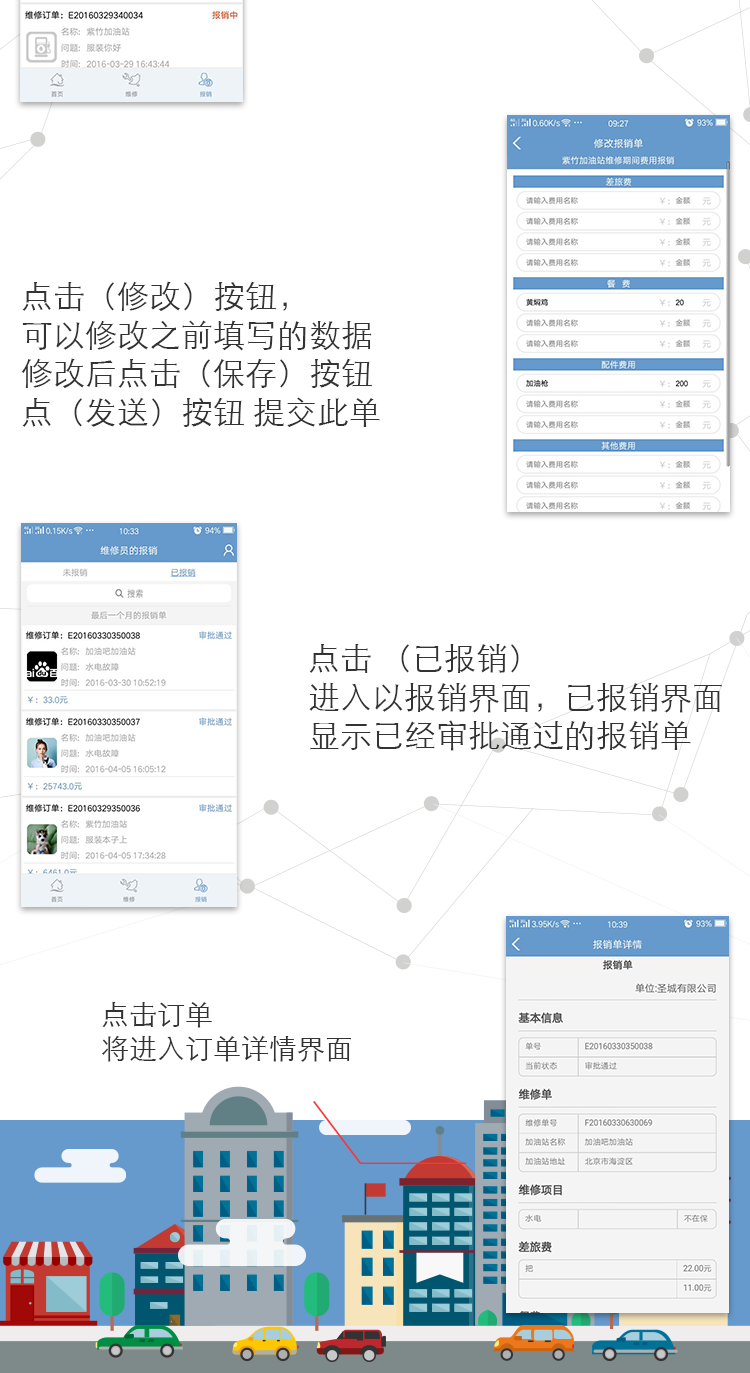 维修订单：E20160329340034 报销中
名称：紫竹加油站
问题：服装你好
时间：2016-03-29 16:43:44
首页 维修 报销
0.60K/s 09:27 93%
修改报销单
紫竹加油站维修期间费用报销
差旅费
请输入费用名称 ￥： 金额 元
请输入费用名称 ￥： 金额 元
请输入费用名称 ￥： 金额 元
请输入费用名称 ￥： 金额 元
餐 费
黄焖鸡 ￥： 20 元
请输入费用名称 ￥： 金额 元
请输入费用名称 ￥： 金额 元
配件费用
加油枪 ￥： 200 元
请输入费用名称 ￥： 金额 元
请输入费用名称 ￥： 金额 元
其他费用
请输入费用名称 ￥： 金额 元
请输入费用名称 ￥： 金额 元
请输入费用名称 ￥： 金额 元
点击（修改）按钮，
可以修改之前填写的数据
修改后点击（保存）按钮
点（发送）按钮 提交此单
0.15K/s 10:33 94%
维修员的报销
未报销 已报销
搜索
最后一个月的报销单
维修订单：E20160330350038 审批通过
名称：加油吧加油站
问题：水电故障
时间：2016-03-30 10:52:19
￥：33.0元
维修订单：E20160330350037 审批通过
名称：加油吧加油站
问题：水电故障
时间：2016-04-05 16:05:12
￥：25743.0元
维修订单：E20160329350036 审批通过
名称：紫竹加油站
问题：服装本子上
时间：2016-04-05 17:34:28
￥：6461.0元
首页 维修 报销
点击 （已报销）
进入以报销界面，已报销界面
显示已经审批通过的报销单
3.95K/s 10:39 93%
报销单详情
报销单
单位:圣城有限公司
基本信息
单号 E20160330350038
当前状态 审批通过
维修单
维修单号 F20160330630069
加油站名称 加油吧加油站
加油站地址 北京市海淀区
维修项目
水电 不在保
差旅费
把 22.00元
11.00元
点击订单
将进入订单详情界面